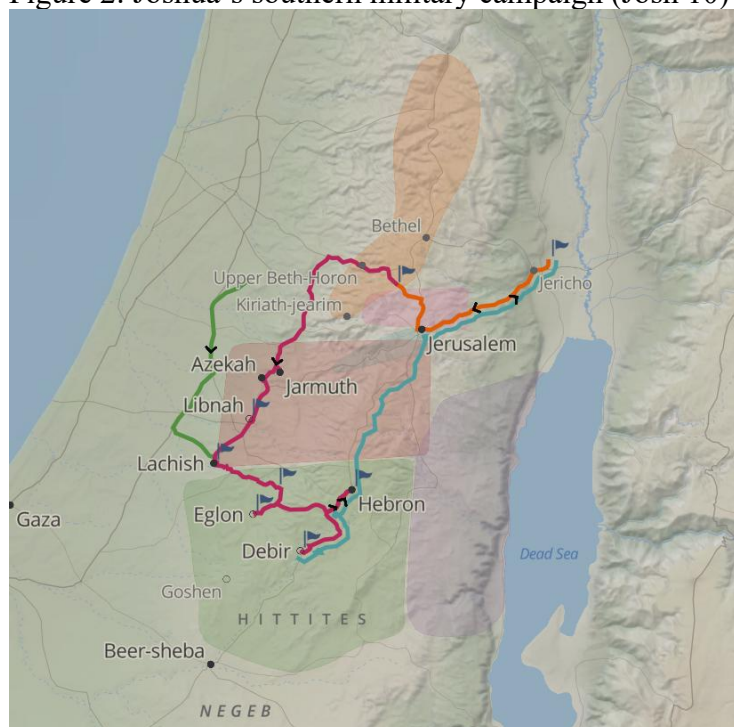 Figure 2. Joshua's southern military campaign (Josh 10)
Bethel
Upper Beth-Horon
Jericho
Kiriath-jearim
Jerusalem
Azekah
Jarmuth
Libnah
Lachish
Hebron
Eglon
Gaza
Debir
Dead Sea
Goshen
HITTITES
Beer-sheba
NEGEB